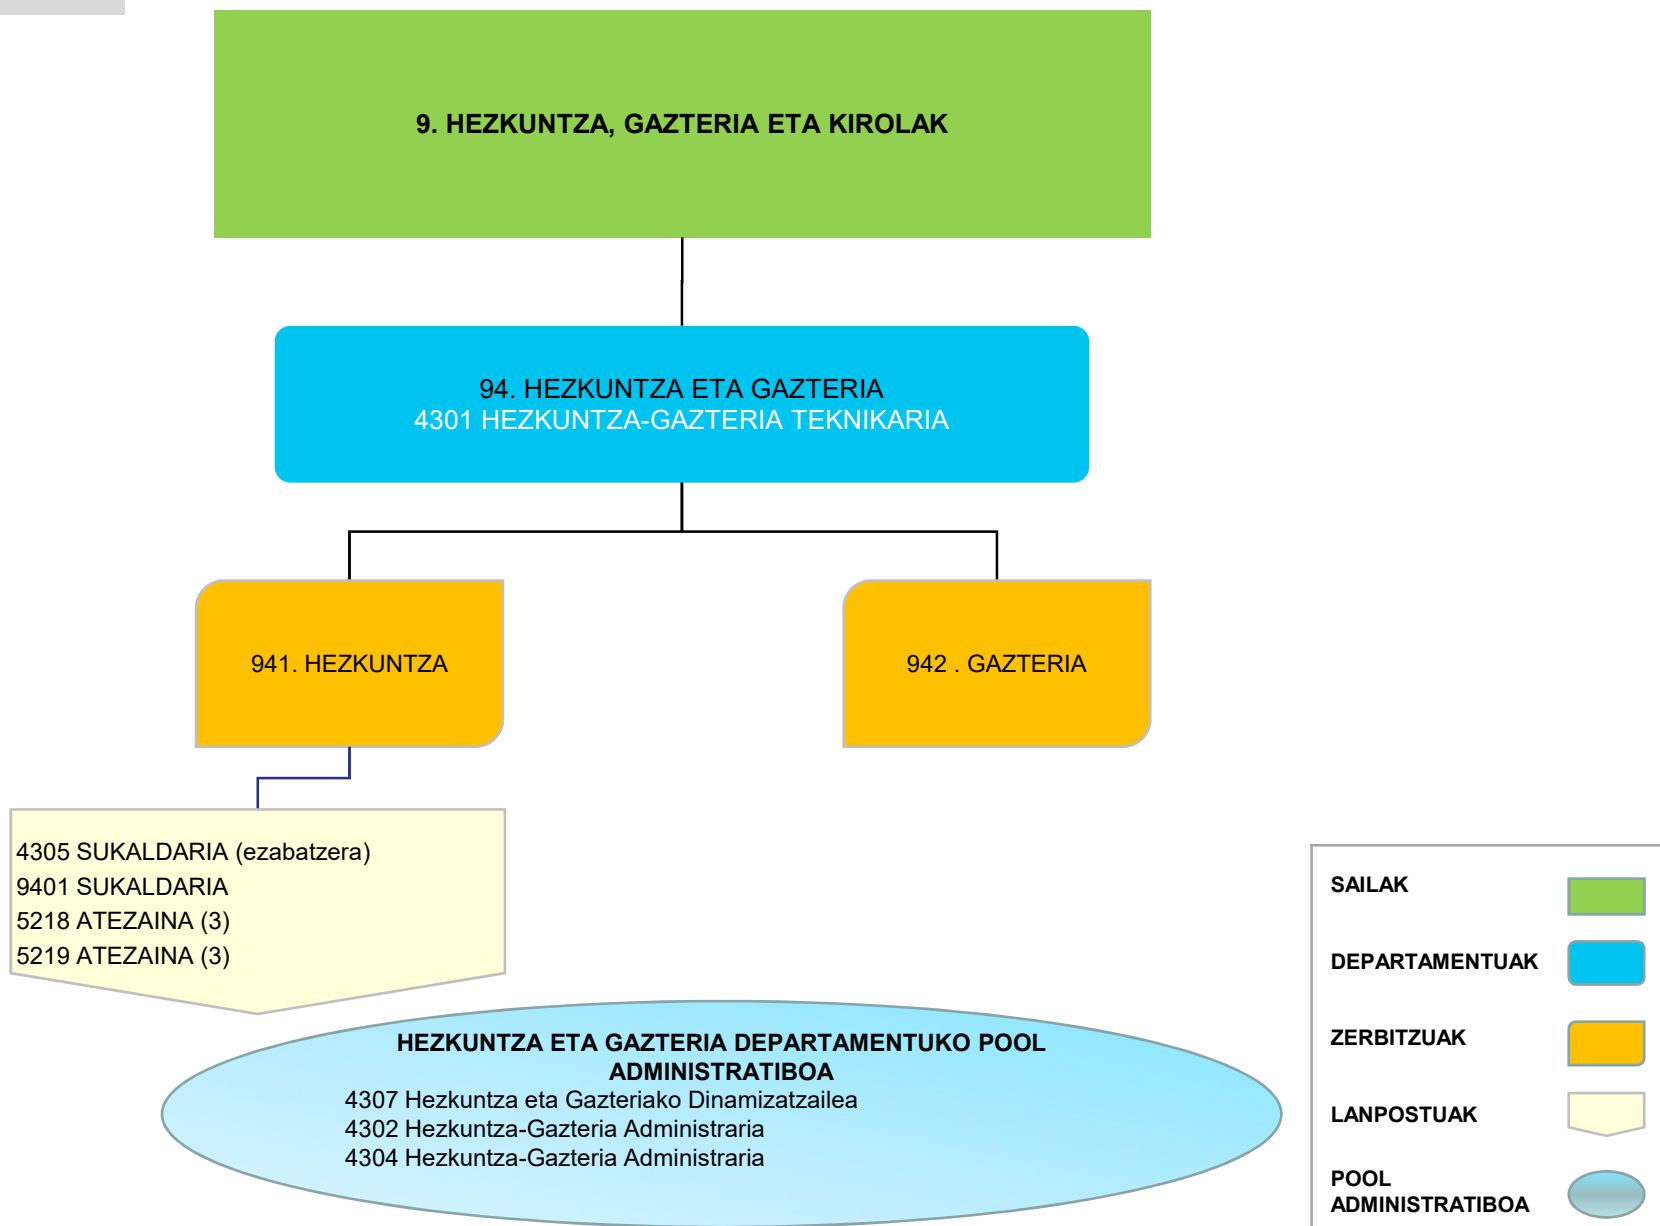 9. HEZKUNTZA, GAZTERIA ETA KIROLAK
94. HEZKUNTZA ETA GAZTERIA
4301 HEZKUNTZA-GAZTERIA TEKNIKARIA
941. HEZKUNTZA
942 . GAZTERIA
4305 SUKALDARIA (ezabatzera)
9401 SUKALDARIA
5218 ATEZAINA (3)
5219 ATEZAINA (3)
HEZKUNTZA ETA GAZTERIA DEPARTAMENTUKO POOL
ADMINISTRATIBOA
4307 Hezkuntza eta Gazteriako Dinamizatzailea
4302 Hezkuntza-Gazteria Administraria
4304 Hezkuntza-Gazteria Administraria
SAILAK
DEPARTAMENTUAK
ZERBITZUAK
LANPOSTUAK
POOL
ADMINISTRATIBOA